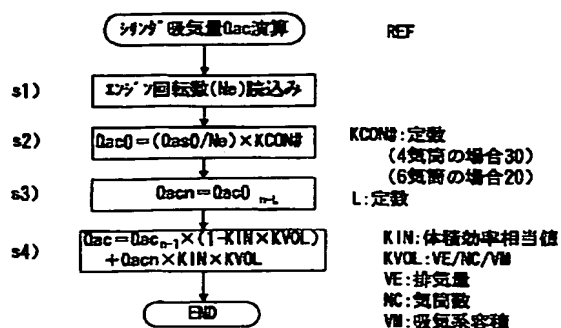 ｼﾘﾝﾀﾞ吸気量Qac演算
REF
s1)
ｴﾝｼﾞﾝ回転数(Ne)読込み
s2)
Qac0=(Qas0/Ne)×KCON#
KCON#:定数
(4気筒の場合30)
(6気筒の場合20)
s3)
Qacn=Qac0 n-L
L:定数
s4)
Qac=Qac n-1×(1-KIN×KVOL)
+Qacn×KIN×KVOL
KIN:体積効率相当値
KVOL:VE/NC/VM
VE:排気量
NC:気筒数
VM:吸気系容積
END